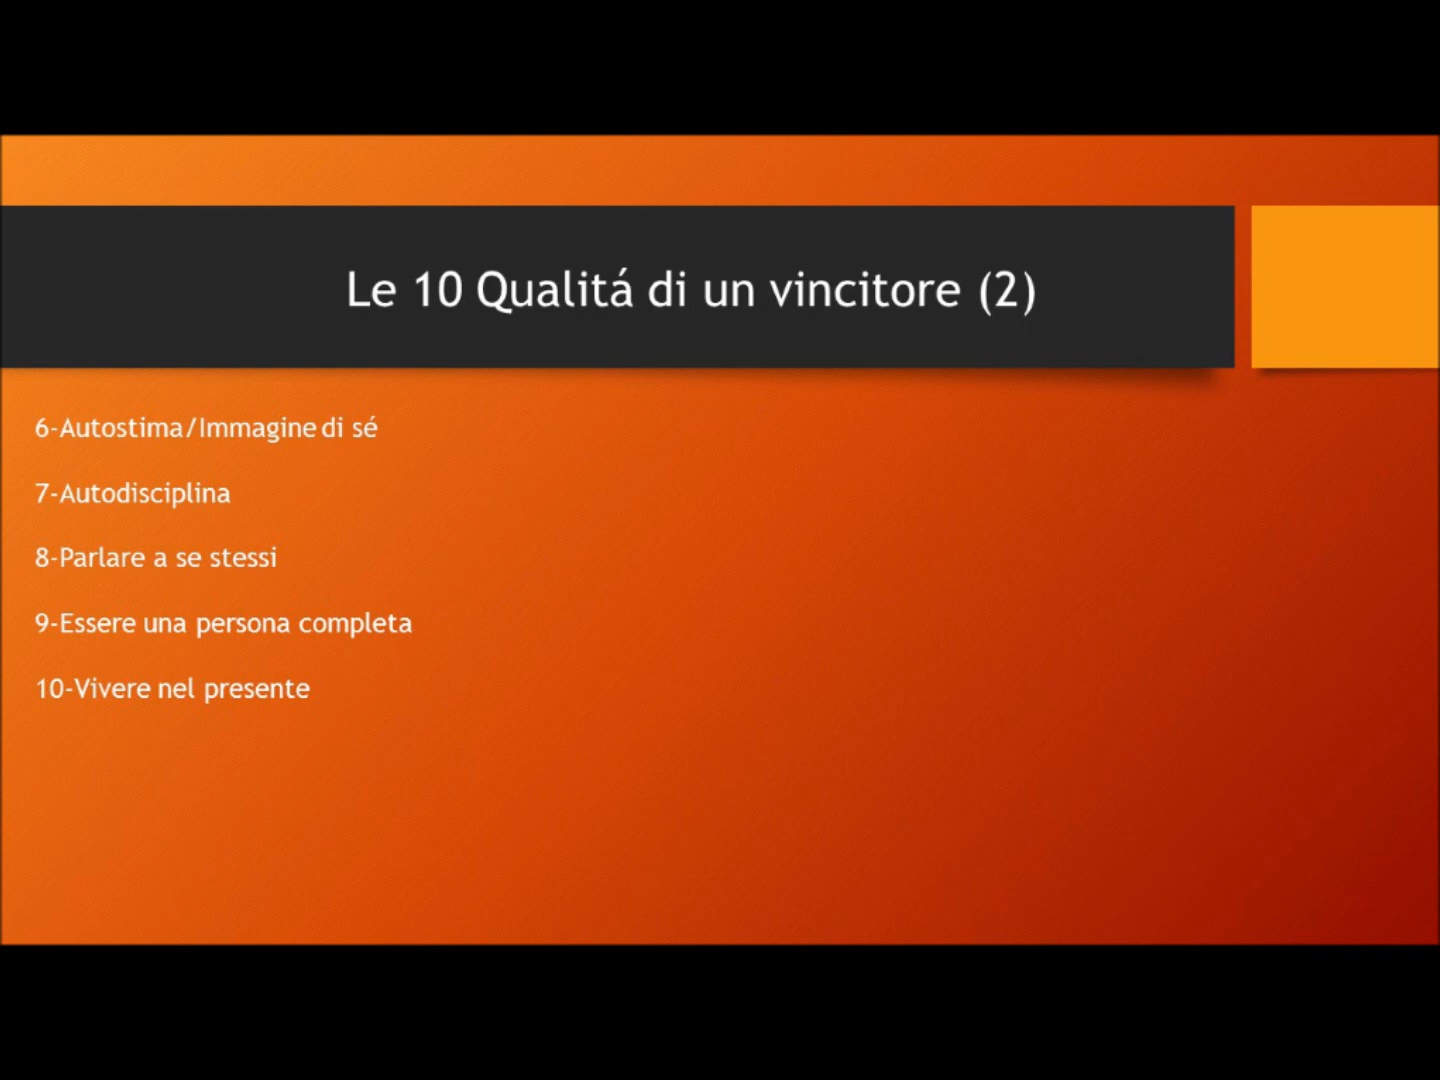 Le 10 Qualitá di un vincitore (2)
6-Autostima/Immagine di sé
7-Autodisciplina
8-Parlare a se stessi
9-Essere una persona completa
10-Vivere nel presente